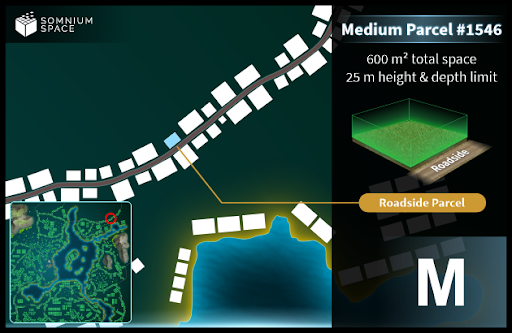 SOMNIUM
SPACE
Medium Parcel #1546
600 m² total space
25 m height & depth limit
Roadside
Roadside Parcel
M